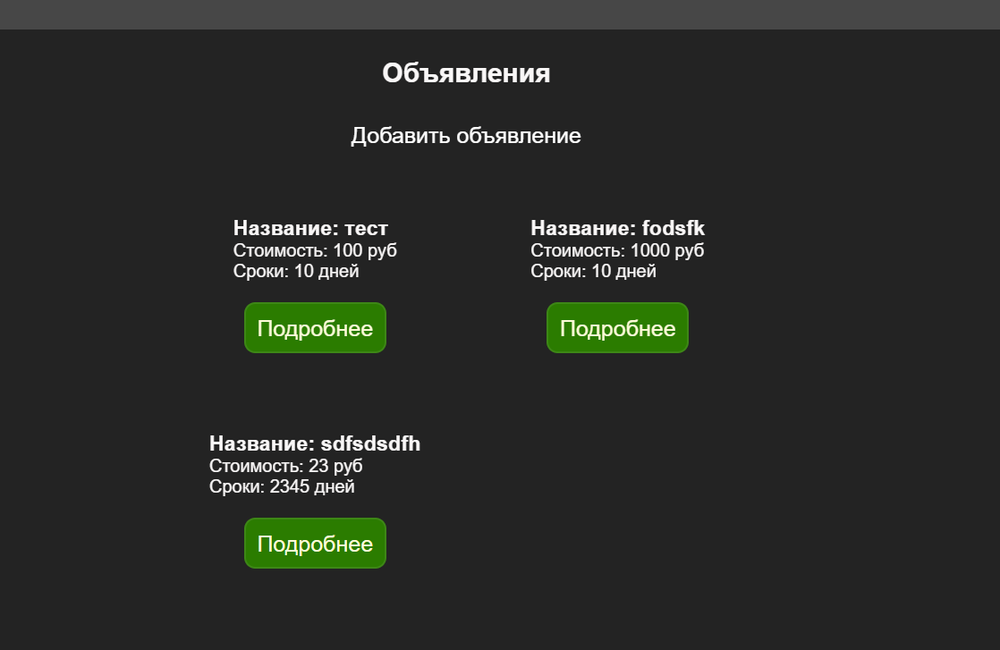 Объявления
Добавить объявление
Название: тест
Стоимость: 100 руб
Сроки: 10 дней
Подробнее
Название: fodsfk
Стоимость: 1000 руб
Сроки: 10 дней
Подробнее
Название: sdfsdsdfh
Стоимость: 23 руб
Сроки: 2345 дней
Подробнее